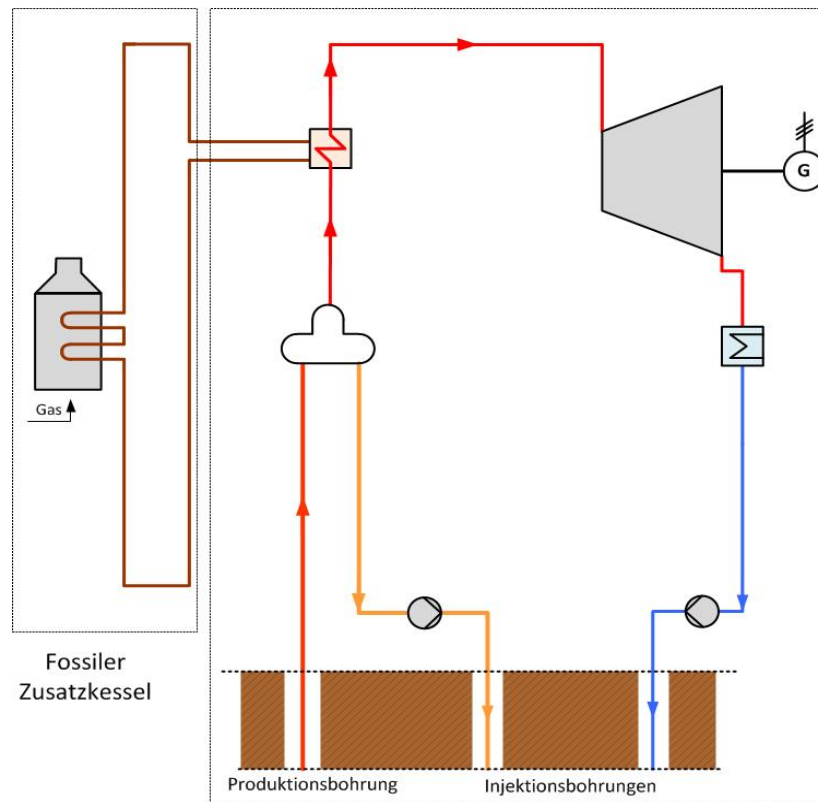 G
Gas
Fossiler
Zusatzkessel
Produktionsbohrung
Injektionsbohrungen